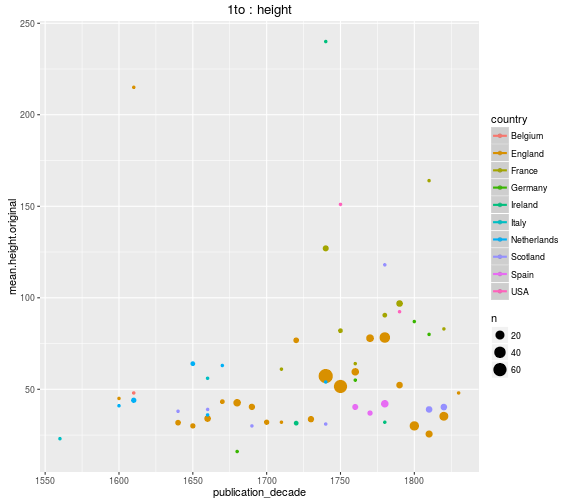 1to : height
mean.height.original
250
200
150
100
50
1550
1600
1650
1700
1750
1800
publication_decade
country
Belgium
England
France
Germany
Ireland
Italy
Netherlands
Scotland
Spain
USA
n
20
40
60